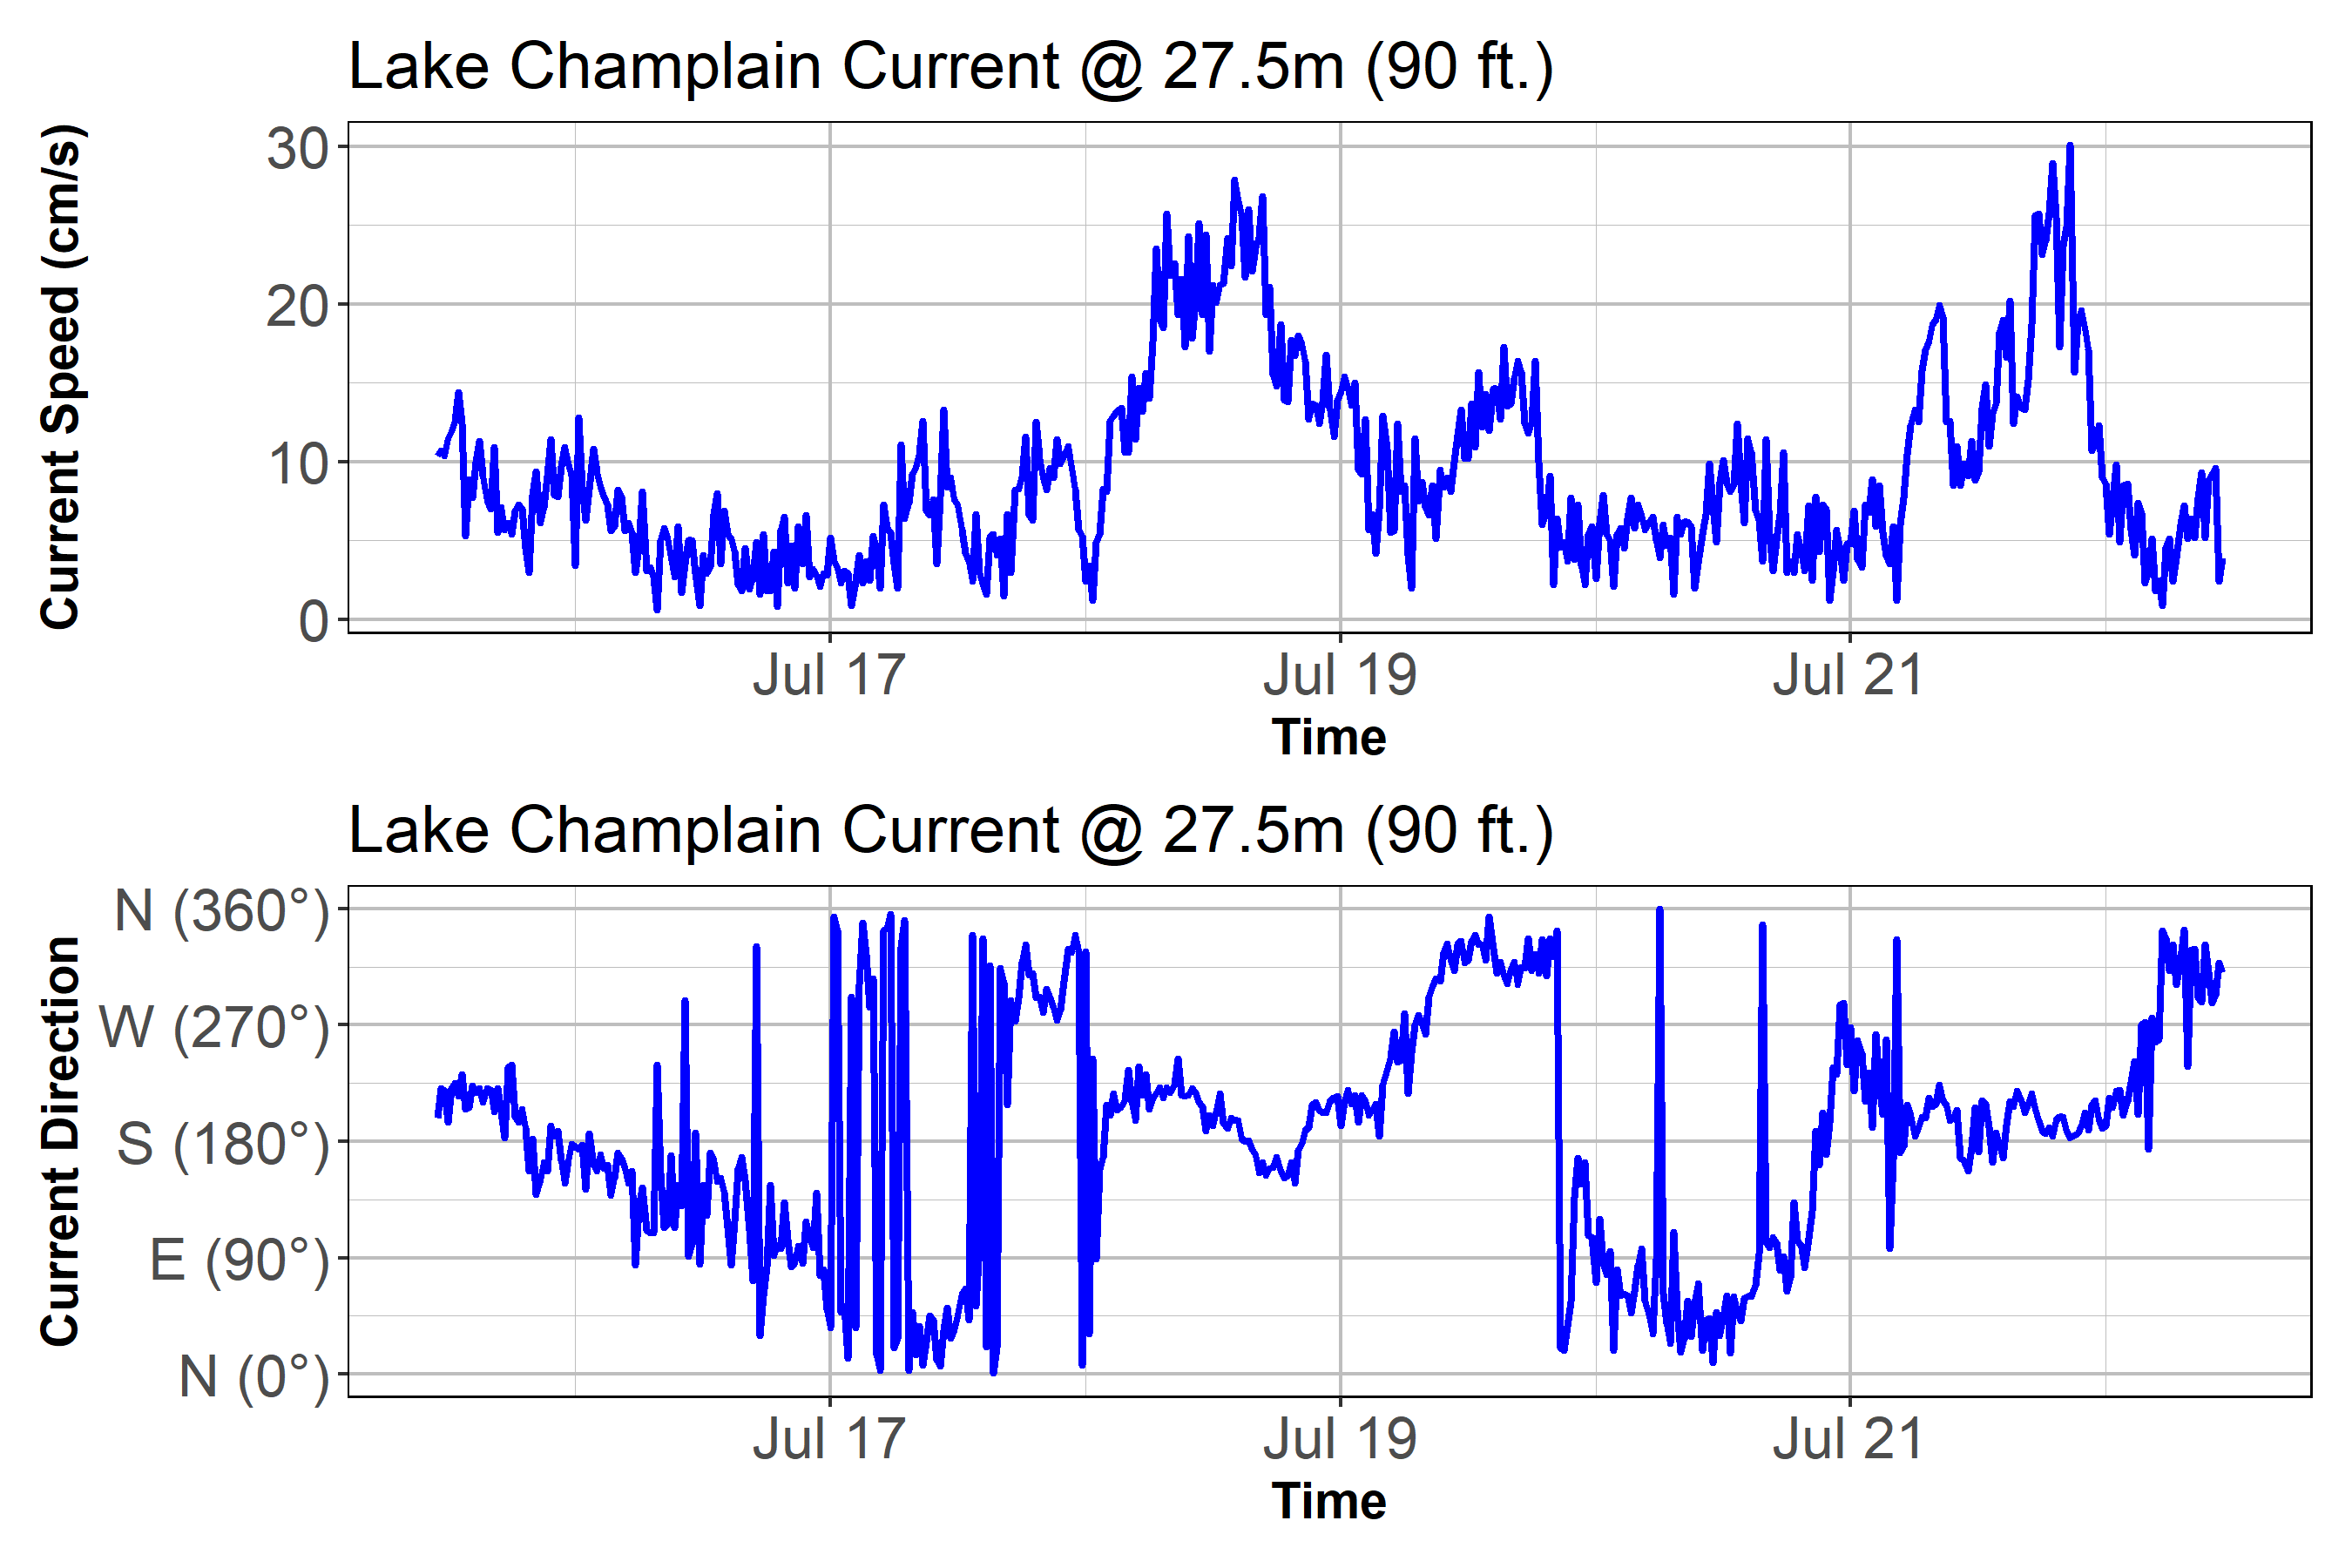 Lake Champlain Current @ 27.5m (90 ft.)
Current Speed (cm/s)
30
20
10
0
Jul 17 Jul 19 Jul 21
Time
Lake Champlain Current @ 27.5m (90 ft.)
Current Direction
N (360°)
W (270°)
S (180°)
E (90°)
N (0°)
Jul 17 Jul 19 Jul 21
Time